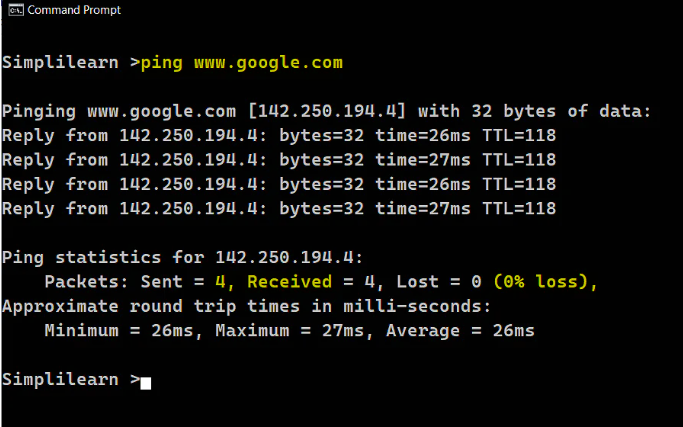 Command Prompt
Simplilearn >ping www.google.com
Pinging www.google.com [142.250.194.4] with 32 bytes of data:
Reply from 142.250.194.4: bytes=32 time=26ms TTL=118
Reply from 142.250.194.4: bytes=32 time=27ms TTL=118
Reply from 142.250.194.4: bytes=32 time=26ms TTL=118
Reply from 142.250.194.4: bytes=32 time=27ms TTL=118
Ping statistics for 142.250.194.4:
Packets: Sent = 4, Received = 4, Lost = 0 (0% loss),
Approximate round trip times in milli-seconds:
Minimum = 26ms, Maximum = 27ms, Average = 26ms
Simplilearn >